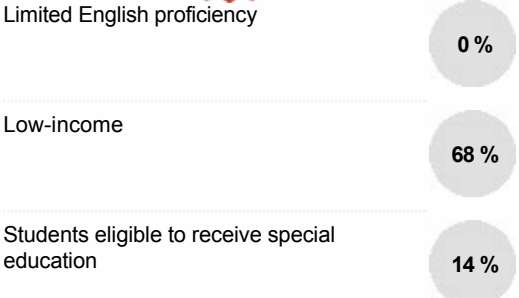 Limited English proficiency
0 %
Low-income
68 %
Students eligible to receive special
education
14 %